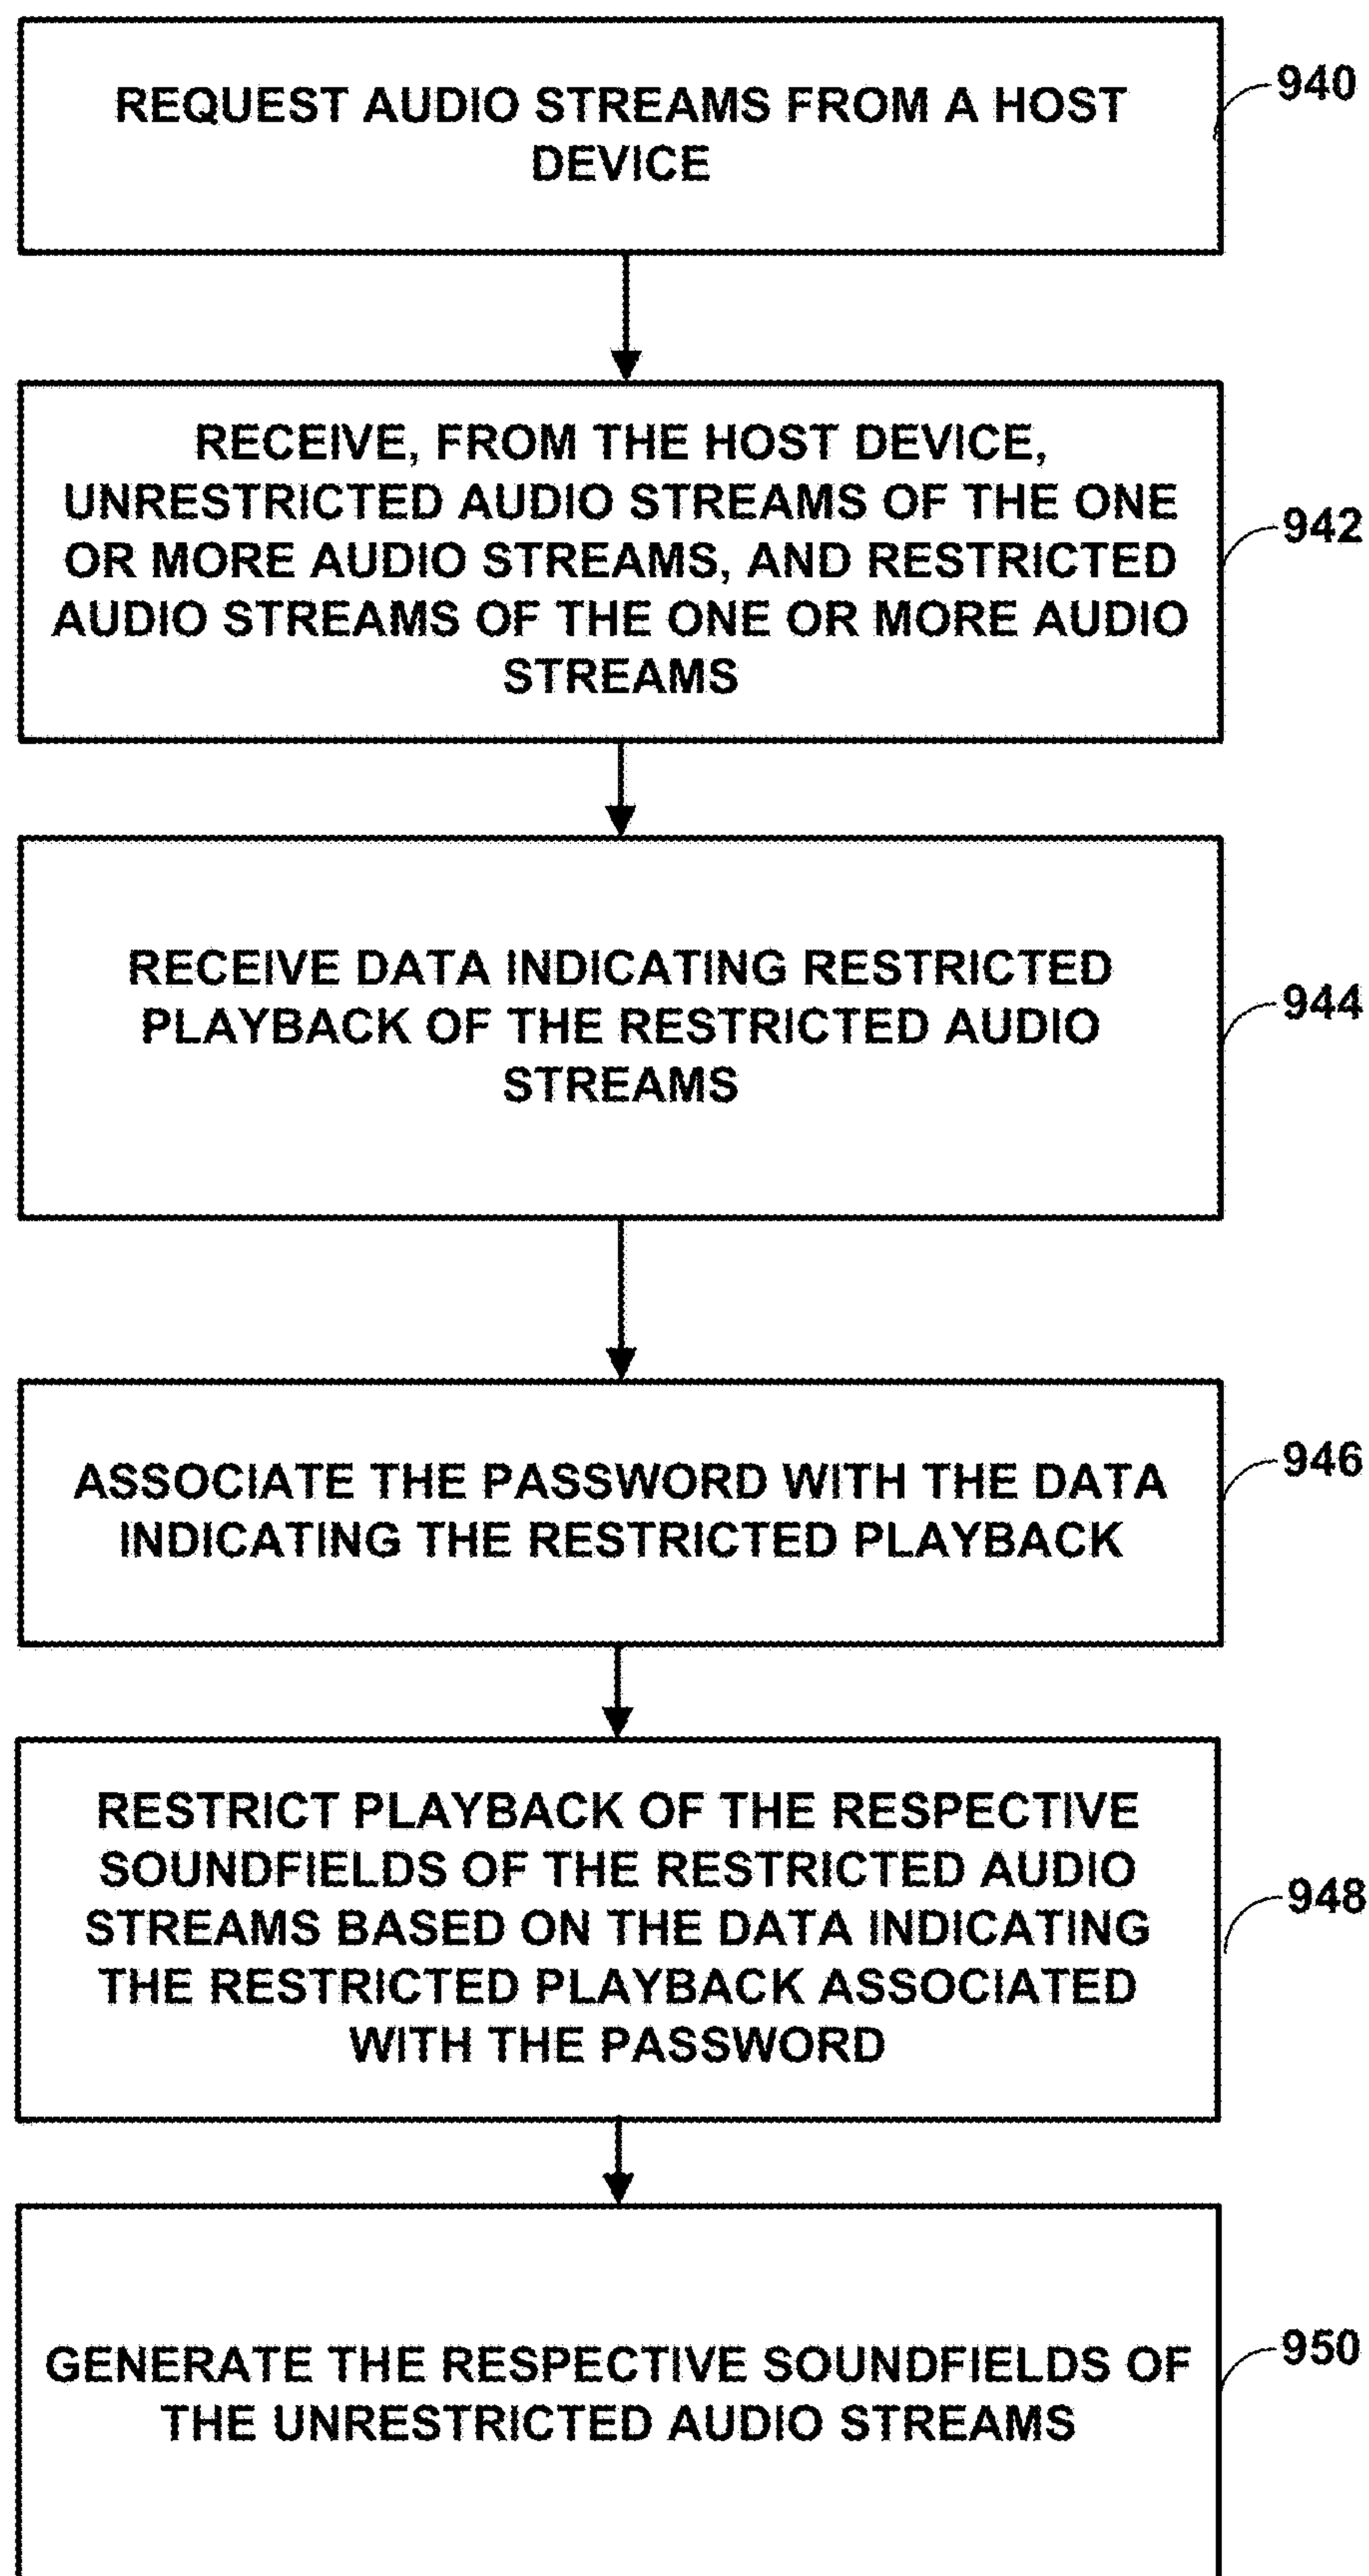 REQUEST AUDIO STREAMS FROM A HOST
DEVICE
940
RECEIVE, FROM THE HOST DEVICE,
UNRESTRICTED AUDIO STREAMS OF THE ONE
OR MORE AUDIO STREAMS, AND RESTRICTED
AUDIO STREAMS OF THE ONE OR MORE AUDIO
STREAMS
942
RECEIVE DATA INDICATING RESTRICTED
PLAYBACK OF THE RESTRICTED AUDIO
STREAMS
944
ASSOCIATE THE PASSWORD WITH THE DATA
INDICATING THE RESTRICTED PLAYBACK
946
RESTRICT PLAYBACK OF THE RESPECTIVE
SOUNDFIELDS OF THE RESTRICTED AUDIO
STREAMS BASED ON THE DATA INDICATING
THE RESTRICTED PLAYBACK ASSOCIATED
WITH THE PASSWORD
948
GENERATE THE RESPECTIVE SOUNDFIELDS OF
THE UNRESTRICTED AUDIO STREAMS
950